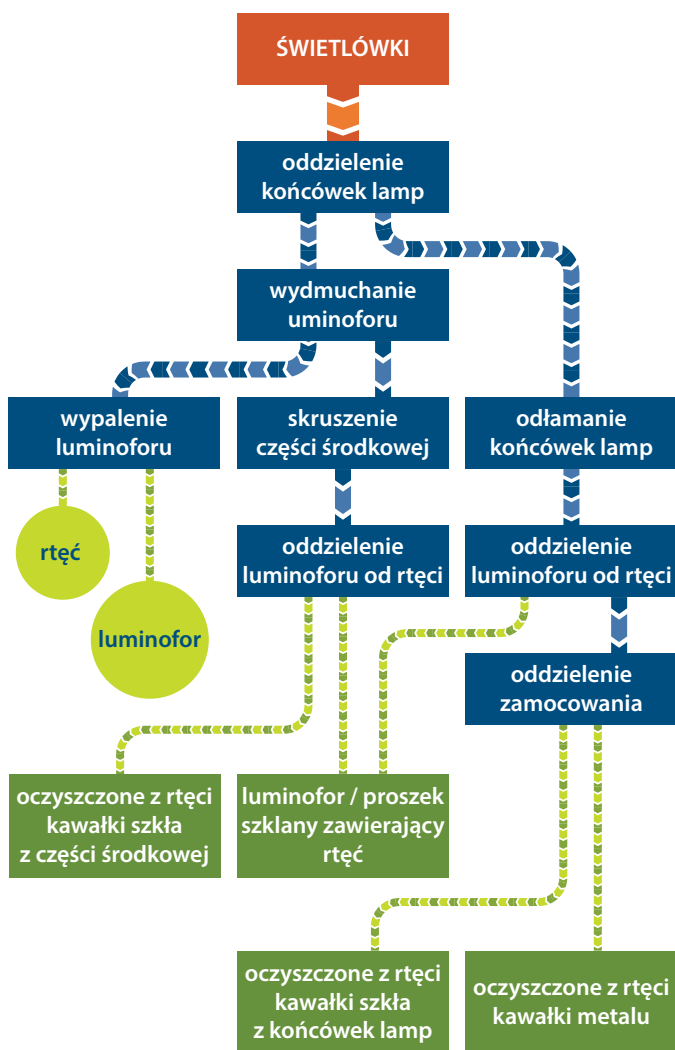 ŚWIETLÓWKI
oddzielenie
końcówek lamp
wydmuchanie
uminoforu
wypalenie
luminoforu
skruszenie
części środkowej
odłamanie
końcówek lamp
rtęć
luminofor
oddzielenie
luminoforu od rtęci
oddzielenie
luminoforu od rtęci
oddzielenie
zamocowania
oczyszczone z rtęci
kawałki szkła
z części środkowej
luminofor / proszek
szklany zawierający
rtęć
oczyszczone z rtęci
kawałki szkła
z końcówek lamp
oczyszczone z rtęci
kawałki metalu